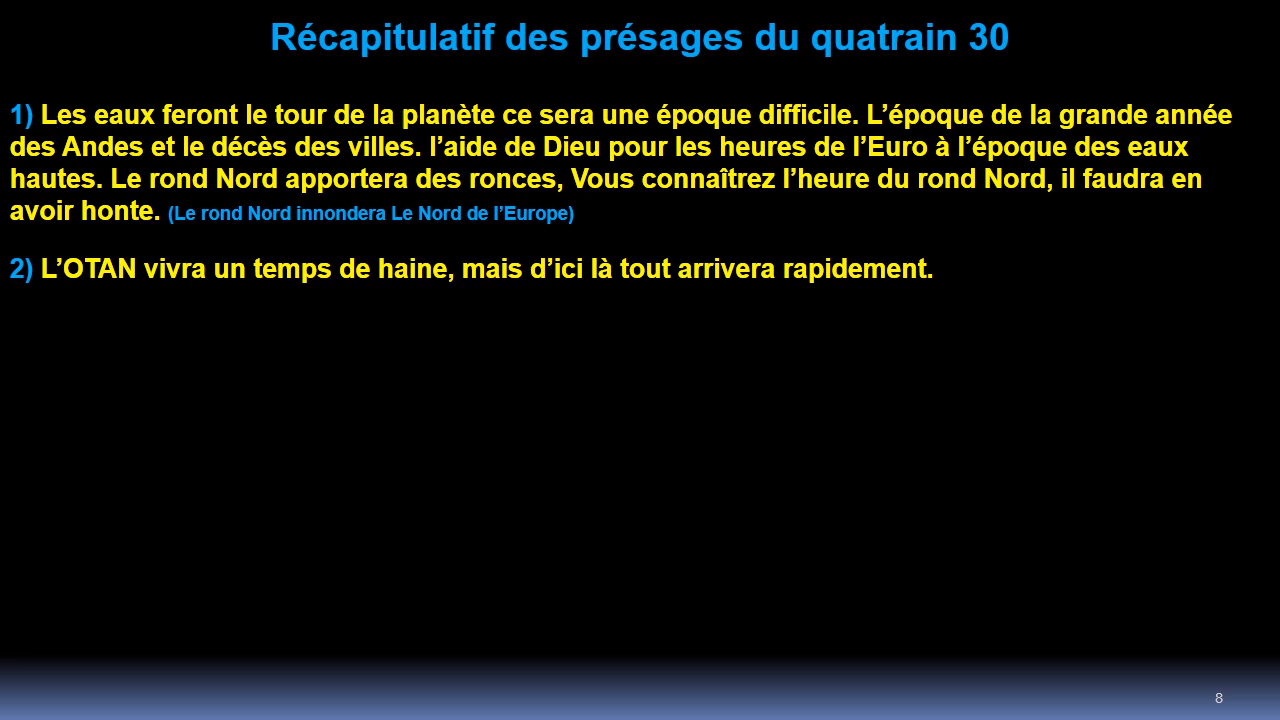 Récapitulatif des présages du quatrain 30
1) Les eaux feront le tour de la planète ce sera une époque difficile. L’époque de la grande année
des Andes et le décès des villes. l’aide de Dieu pour les heures de l’Euro à l’époque des eaux
hautes. Le rond Nord apportera des ronces, Vous connaîtrez l’heure du rond Nord, il faudra en
avoir honte. (Le rond Nord innondera Le Nord de l’Europe)
2) L’OTAN vivra un temps de haine, mais d’ici là tout arrivera rapidement.
8